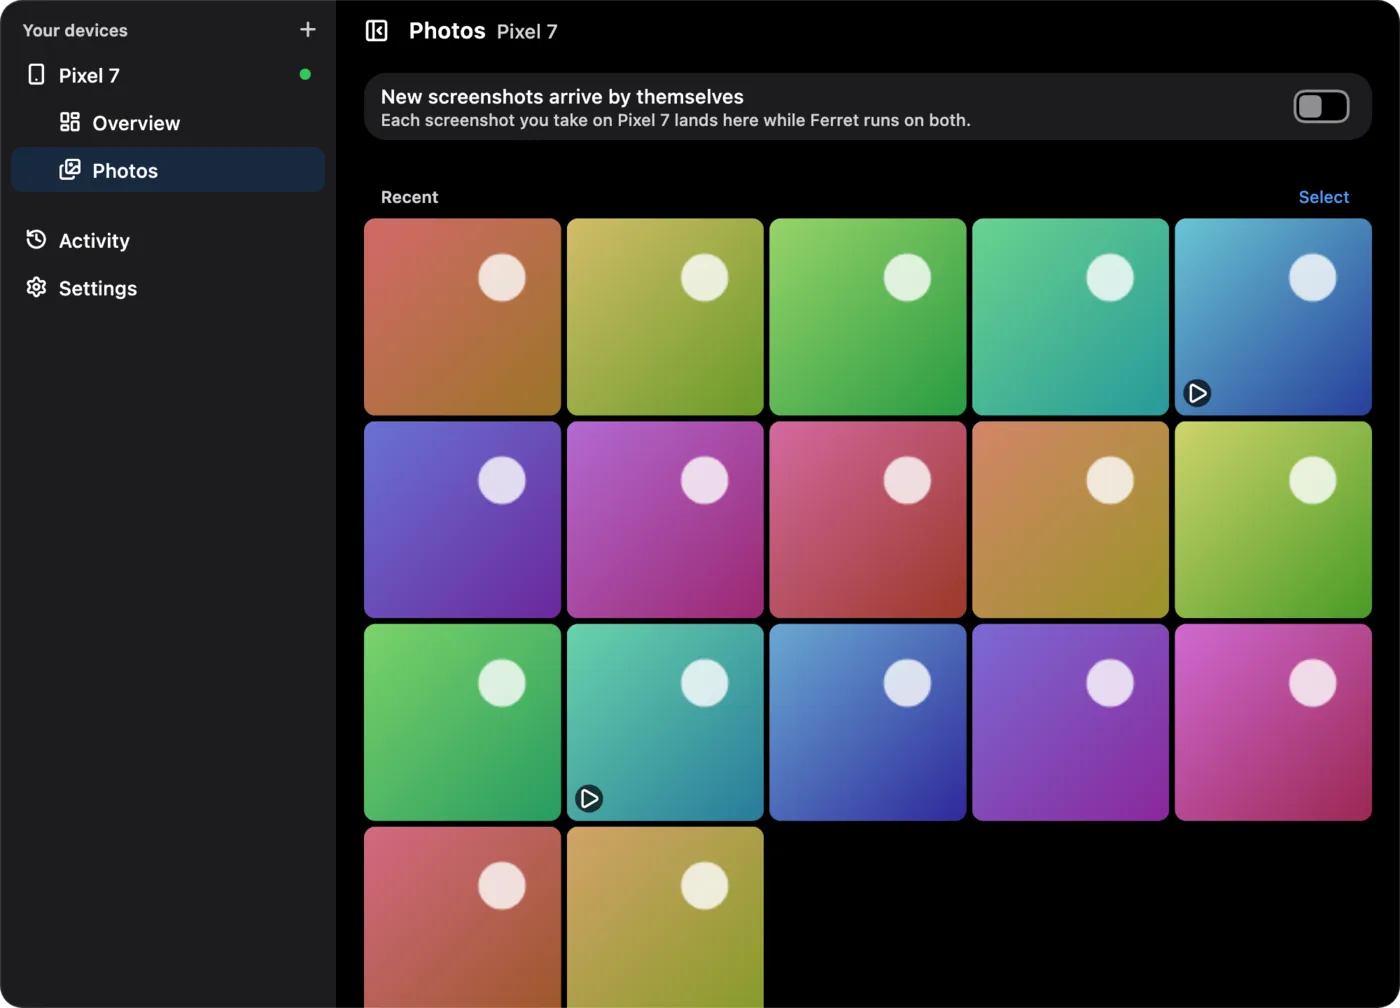 Your devices
Pixel 7
Overview
Photos
Activity
Settings
Photos Pixel 7
New screenshots arrive by themselves
Each screenshot you take on Pixel 7 lands here while Ferret runs on both.
Recent
Select